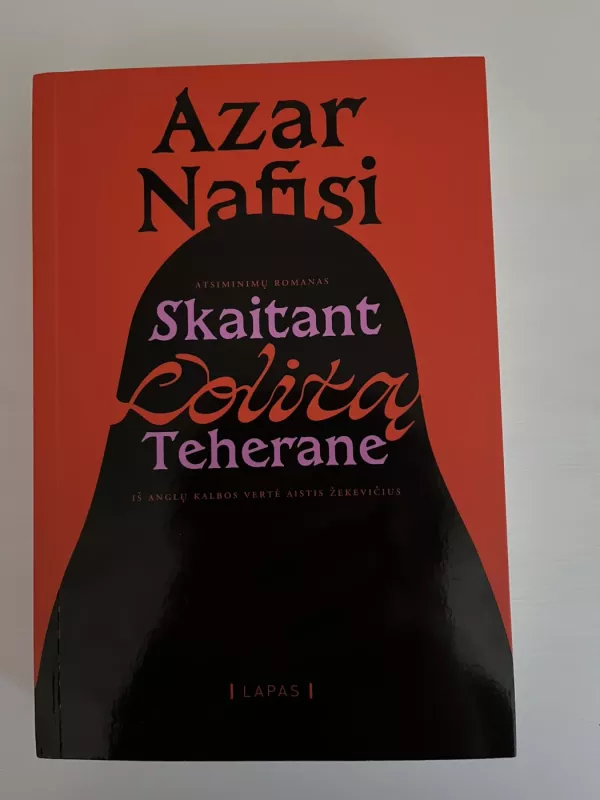 Azar
Nafisi
ATSIMINIMŲ ROMANAS
Skaitant
Lolitą
Teherane
IŠ ANGLŲ KALBOS VERTĖ AISTIS ŽEKEVIČIUS
| LAPAS |